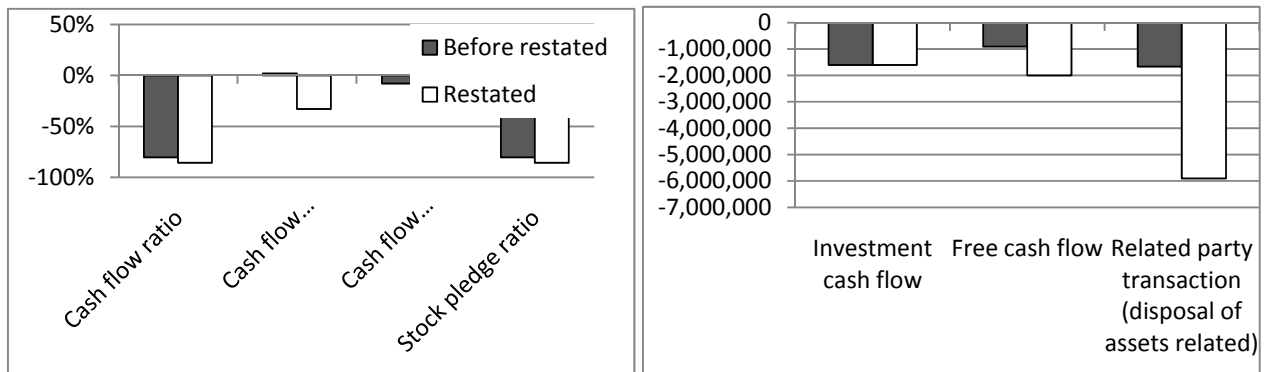 50%
0%
-50%
-100%
Before restated
Restated
Cash flow ratio
Cash flow...
Cash flow...
Stock pledge ratio
0
-1,000,000
-2,000,000
-3,000,000
-4,000,000
-5,000,000
-6,000,000
-7,000,000
Investment
cash flow
Free cash flow
Related party
transaction
(disposal of
assets related)